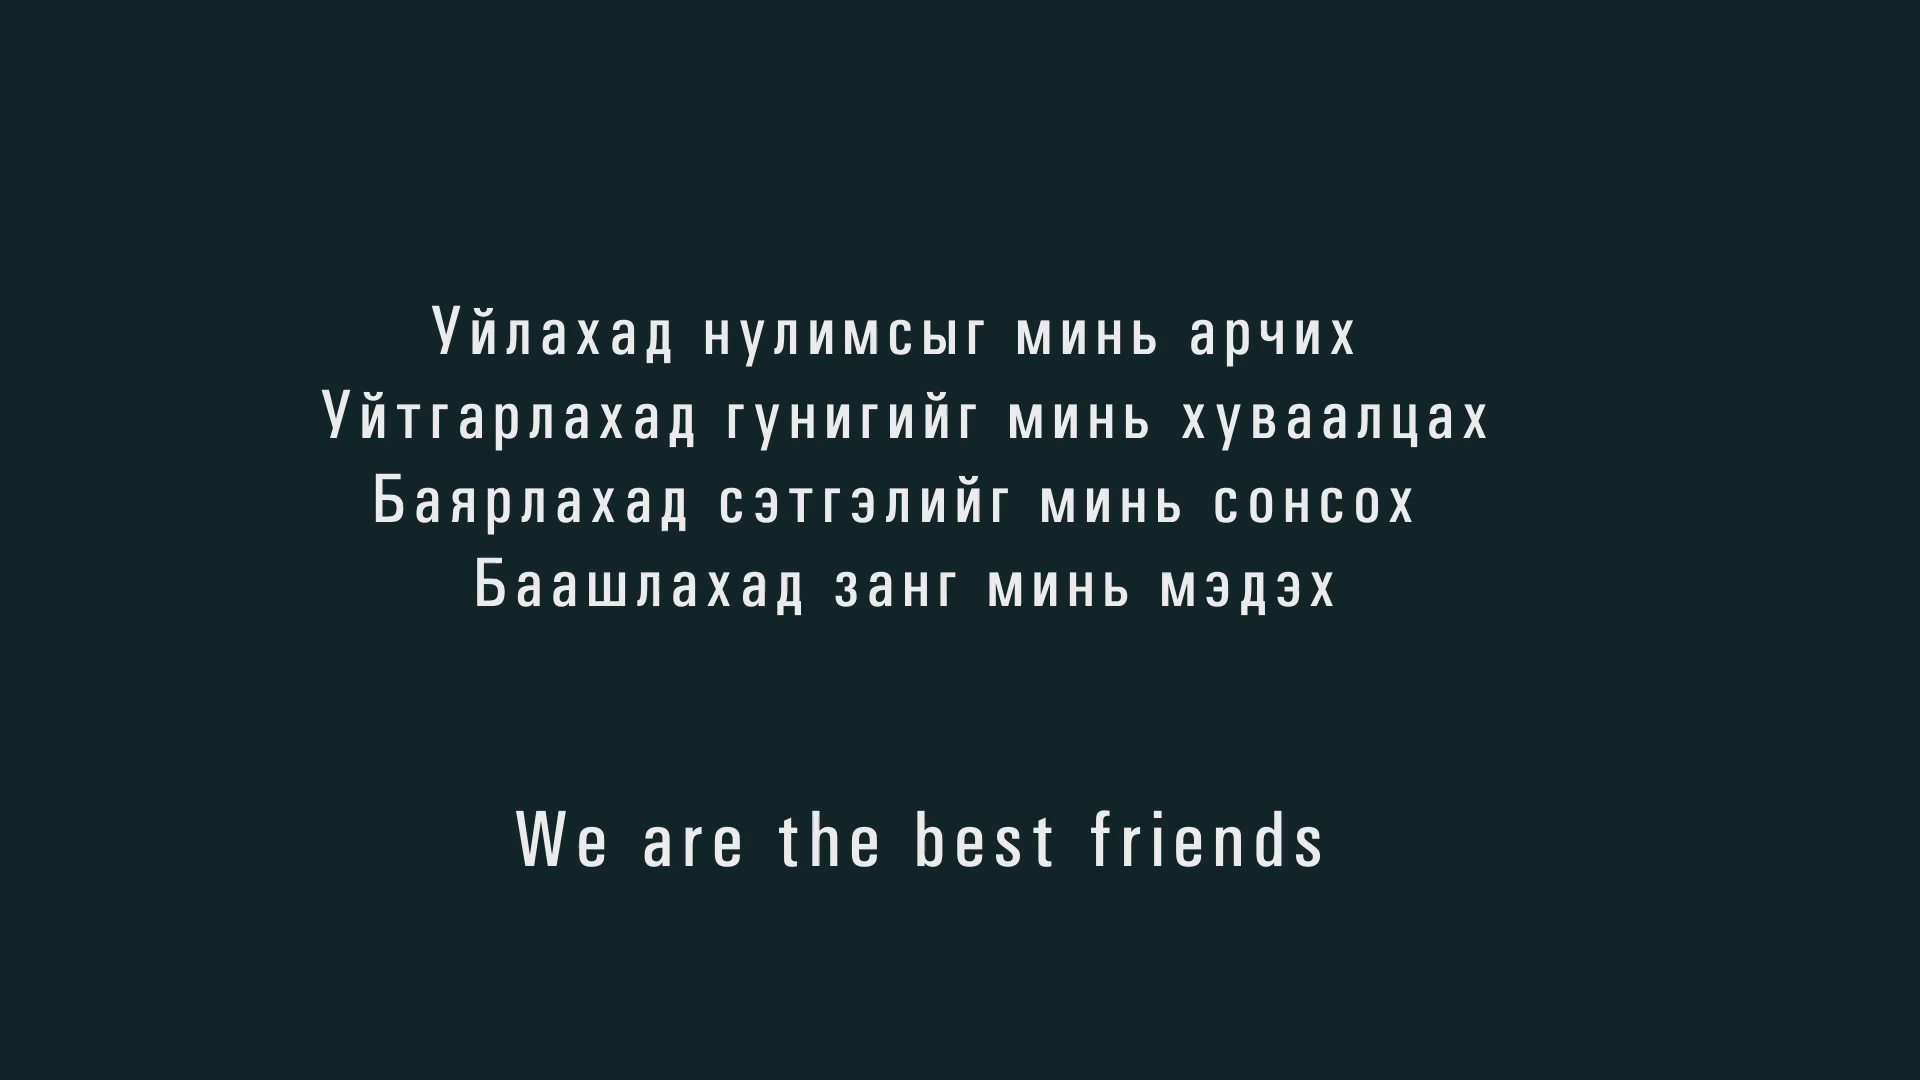 Уйлахад нулимсыг минь арчих
Уйтгарлахад гунигийг минь хуваалцах
Баярлахад сэтгэлийг минь сонсох
Баашлахад занг минь мэдэх
We are the best friends